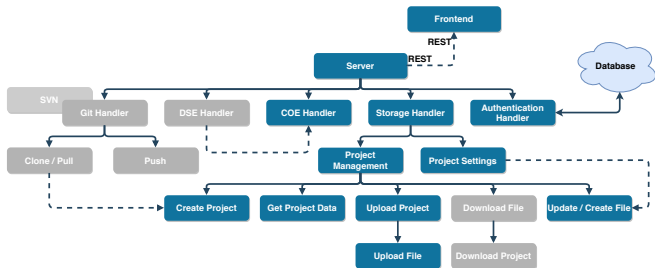 Frontend
REST
REST
Server
Database
SVN
Git Handler
DSE Handler
COE Handler
Storage Handler
Authentication
Handler
Clone / Pull
Push
Project
Management
Project Settings
Create Project
Get Project Data
Upload Project
Download File
Update / Create File
Upload File
Download Project